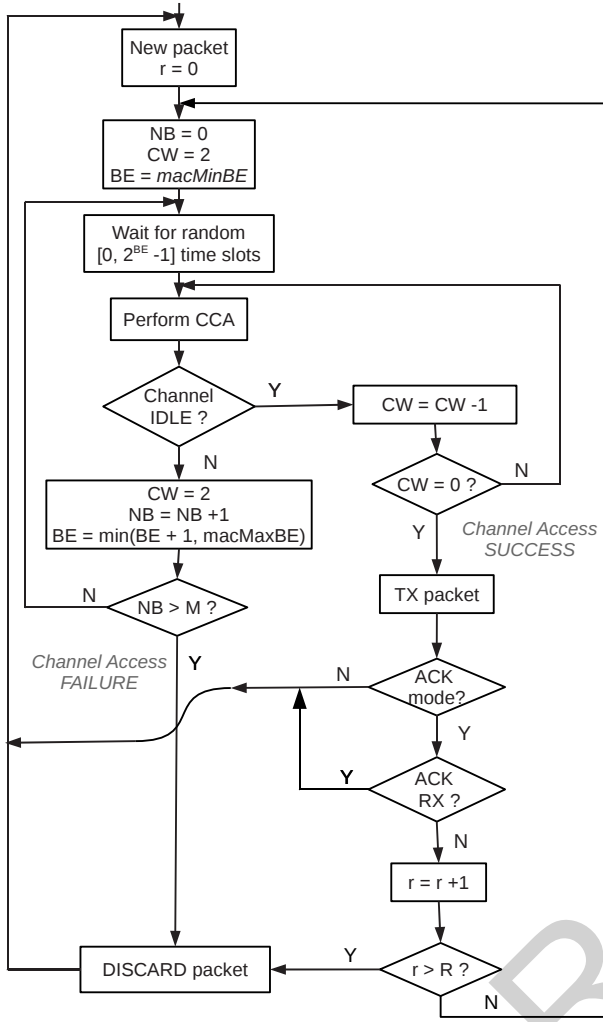 New packet
r = 0
NB = 0
CW = 2
BE = macMinBE
Wait for random
[0, 2^BE -1] time slots
Perform CCA
Channel
IDLE ?
Y
CW = CW -1
N
CW = 2
NB = NB +1
BE = min(BE + 1, macMaxBE)
CW = 0 ?
N
Y
Channel Access
SUCCESS
N
NB > M ?
TX packet
Channel Access
FAILURE
Y
N
ACK
mode?
Y
Y
ACK
RX ?
N
r = r +1
DISCARD packet
Y
r > R ?
N
R